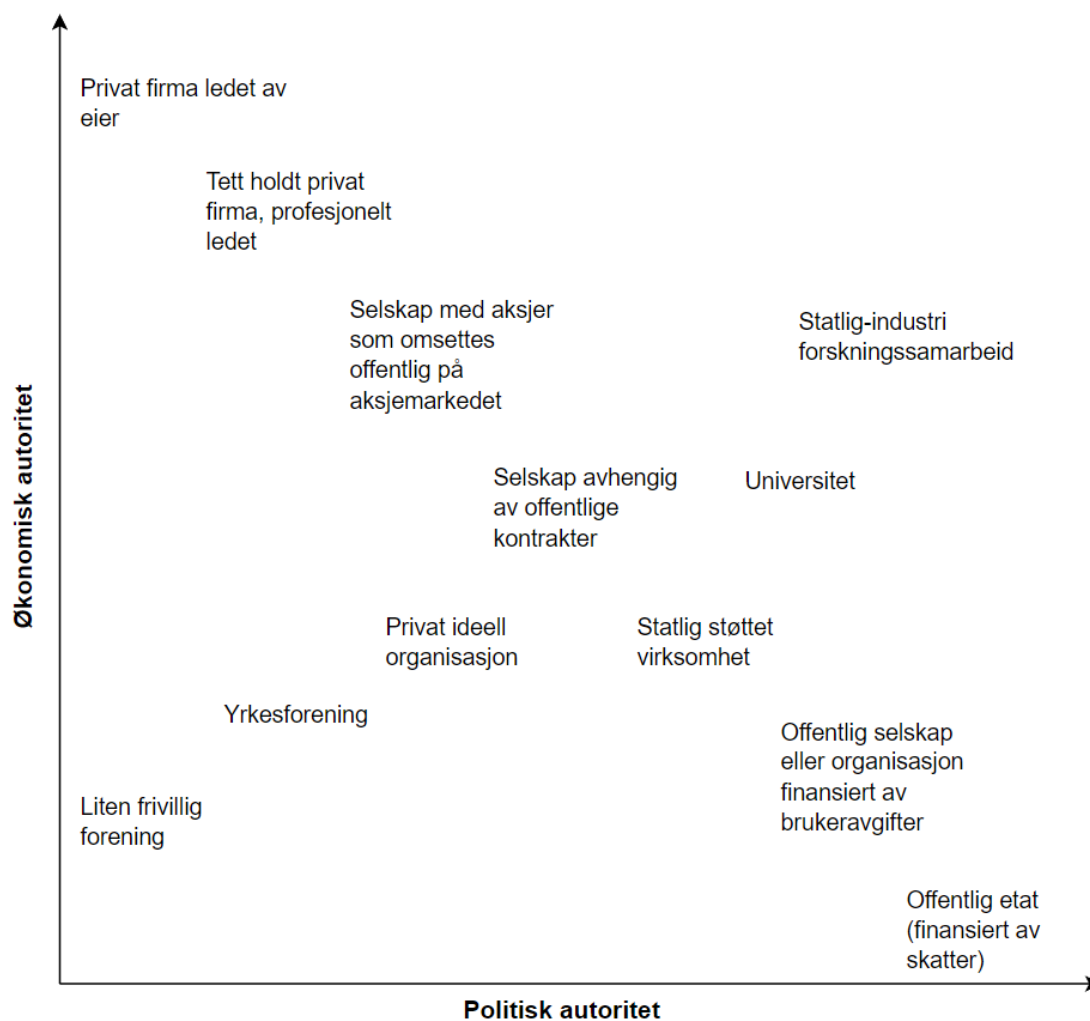 Privat firma ledet av
eier
Tett holdt privat
firma, profesjonelt
ledet
Selskap med aksjer
som omsettes
offentlig på
aksjemarkedet
Statlig-industri
forskningssamarbeid
Selskap avhengig
av offentlige
kontrakter
Universitet
Privat ideell
organisasjon
Statlig støttet
virksomhet
Yrkesforening
Offentlig selskap
eller organisasjon
finansiert av
brukeravgifter
Liten frivillig
forening
Offentlig etat
(finansiert av
skatter)
Økonomisk autoritet
Politisk autoritet